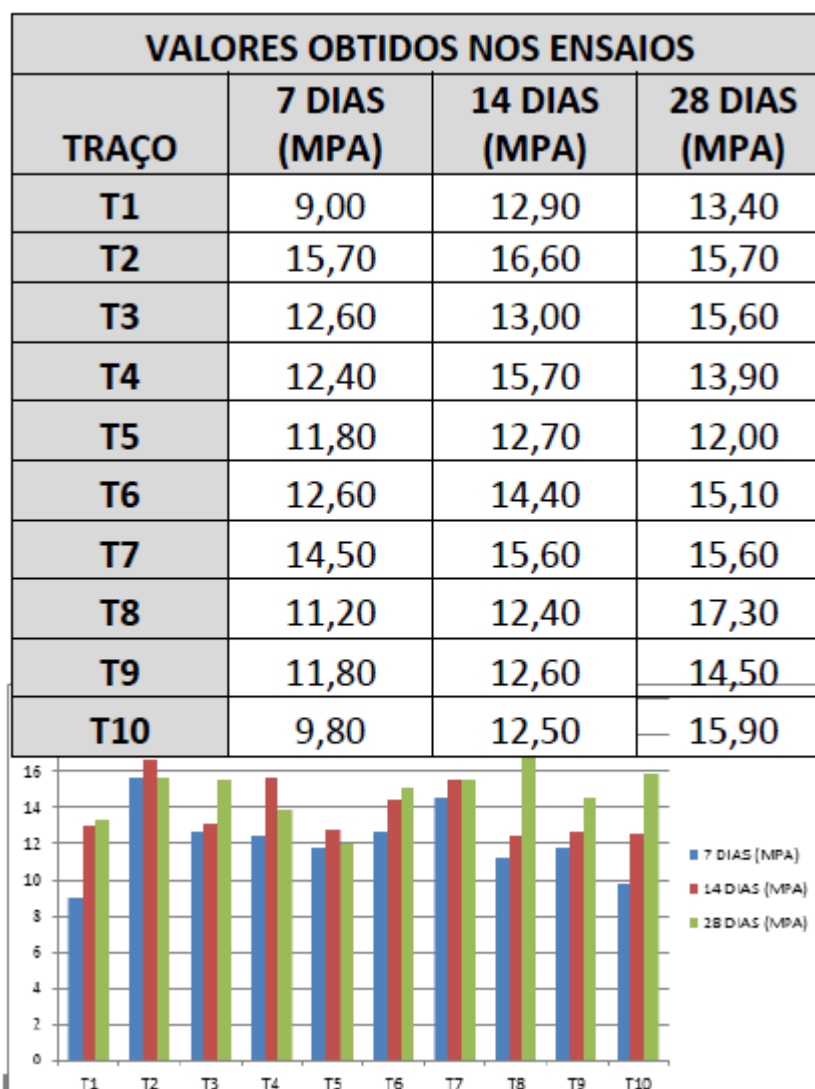 VALORES OBTIDOS NOS ENSAIOS
TRAÇO 7 DIAS (MPA) 14 DIAS (MPA) 28 DIAS (MPA)
T1 9,00 12,90 13,40
T2 15,70 16,60 15,70
T3 12,60 13,00 15,60
T4 12,40 15,70 13,90
T5 11,80 12,70 12,00
T6 12,60 14,40 15,10
T7 14,50 15,60 15,60
T8 11,20 12,40 17,30
T9 11,80 12,60 14,50
T10 9,80 12,50 15,90
16
14
12
10
8
6
4
2
0
T1 T2 T3 T4 T5 T6 T7 T8 T9 T10
7 DIAS (MPA)
14 DIAS (MPA)
28 DIAS (MPA)